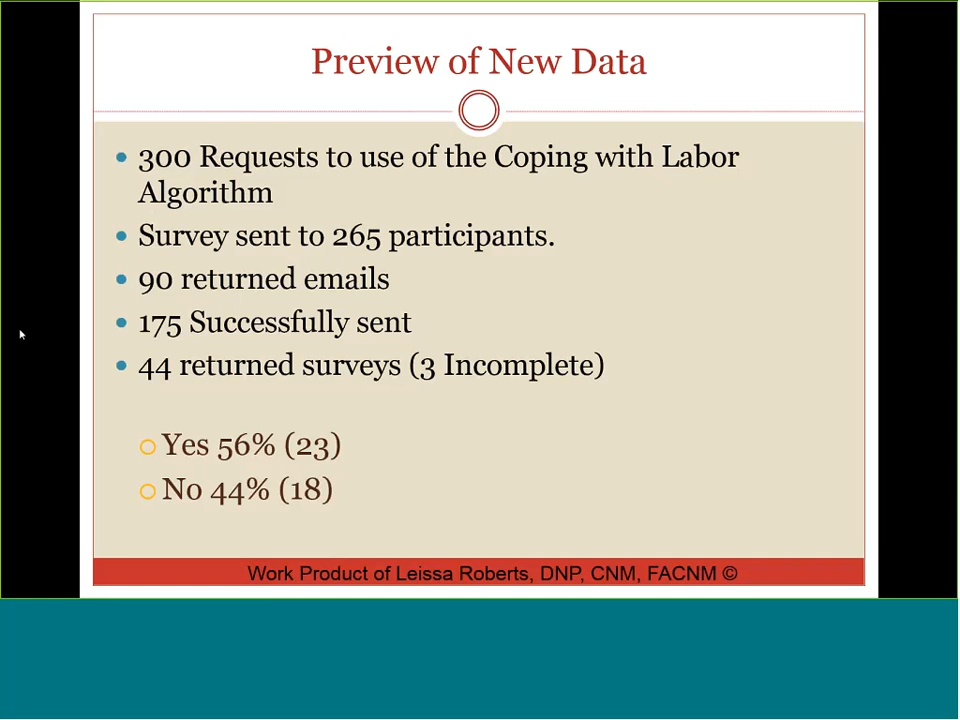 Preview of New Data
300 Requests to use of the Coping with Labor
Algorithm
Survey sent to 265 participants.
90 returned emails
175 Successfully sent
44 returned surveys (3 Incomplete)
Yes 56% (23)
No 44% (18)
Work Product of Leissa Roberts, DNP, CNM, FACNM ©